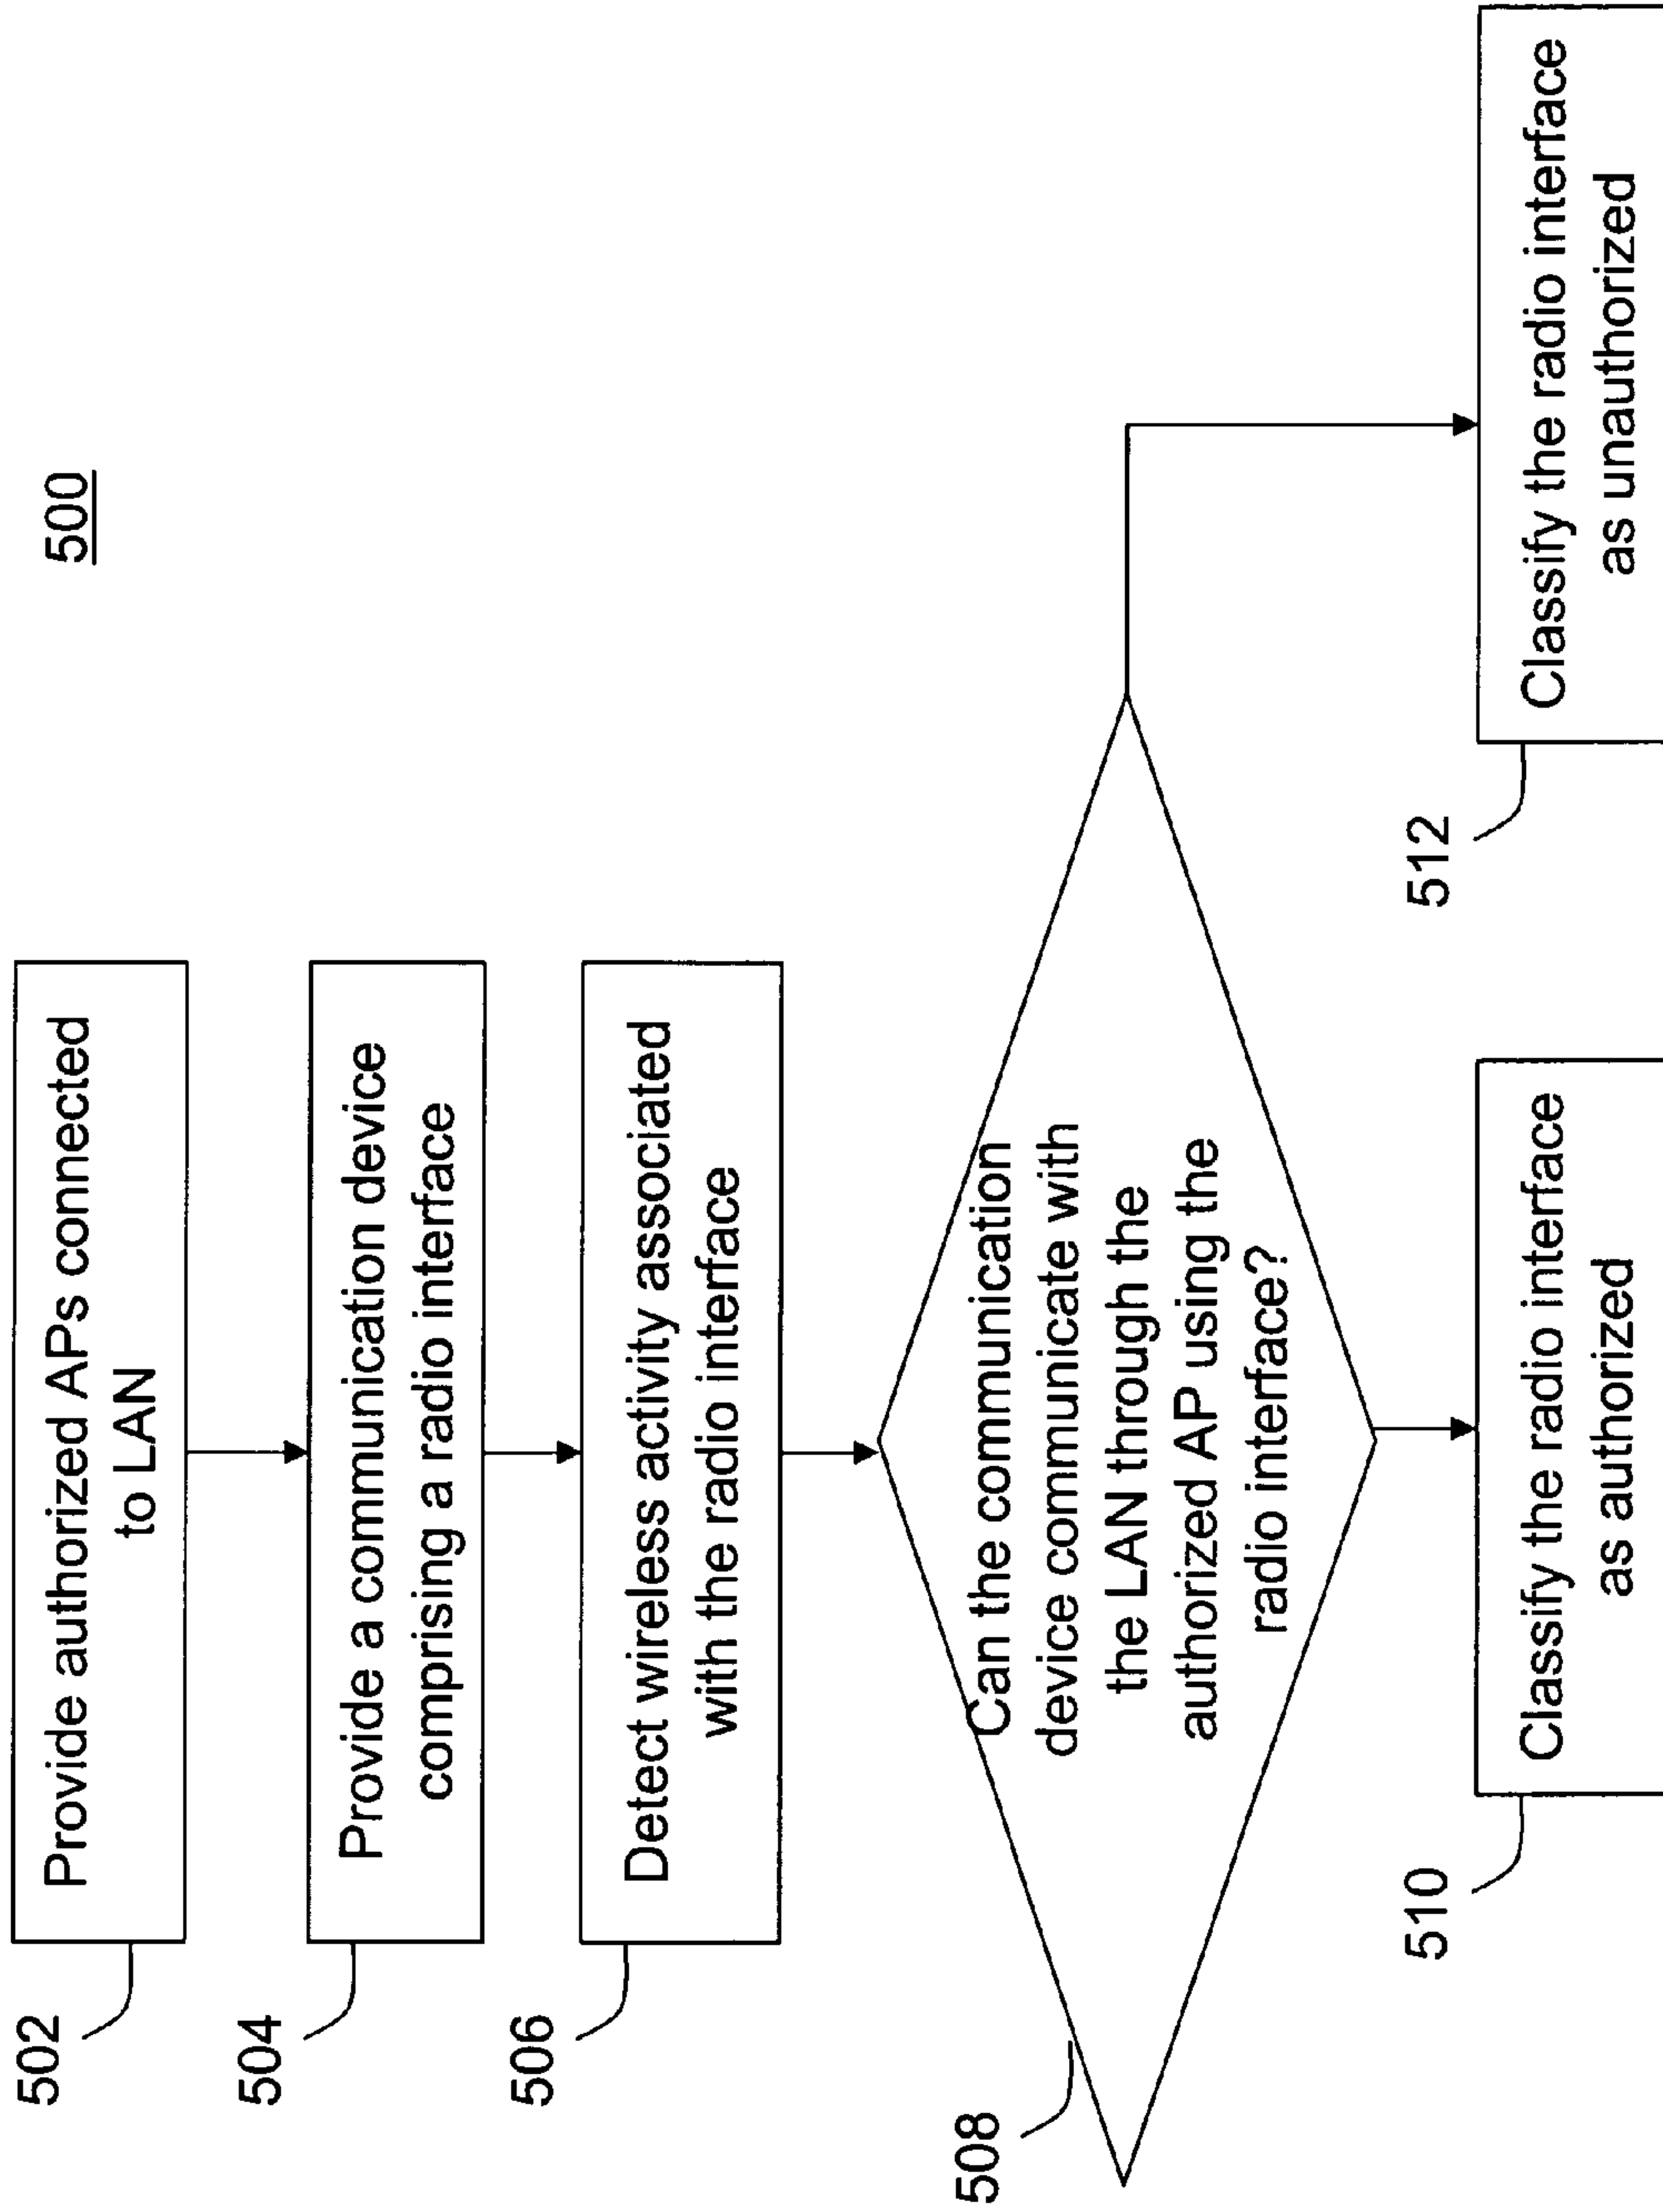 500
502
Provide authorized APs connected
to LAN
504
Provide a communication device
comprising a radio interface
506
Detect wireless activity associated
with the radio interface
508
Can the communication
device communicate with
the LAN through the
authorized AP using the
radio interface?
510
Classify the radio interface
as authorized
512
Classify the radio interface
as unauthorized